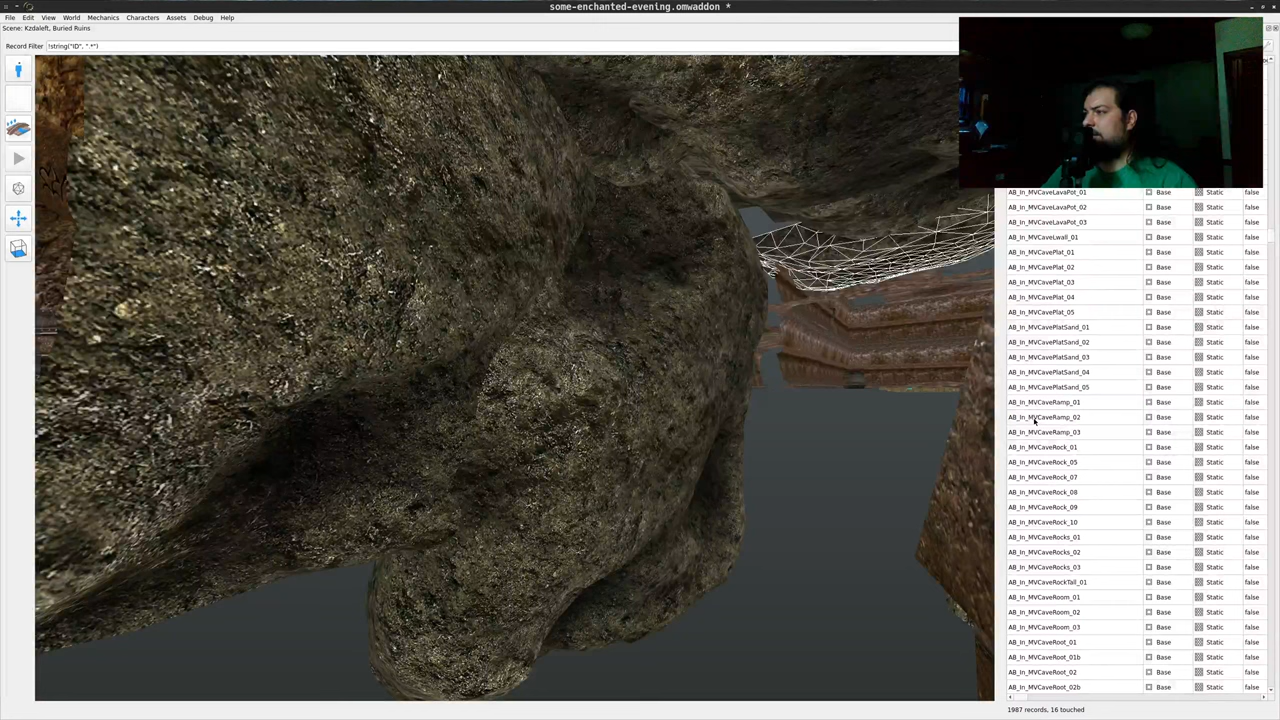 some-enchanted-evening.omwaddon *
File Edit View World Mechanics Characters Assets Debug Help
Scene: Kzdaleft, Buried Ruins
Record Filter !string("ID", ".*")
AB_In_MVCaveLavaPot_01 Base Static false
AB_In_MVCaveLavaPot_02 Base Static false
AB_In_MVCaveLavaPot_03 Base Static false
AB_In_MVCaveLwall_01 Base Static false
AB_In_MVCavePlat_01 Base Static false
AB_In_MVCavePlat_02 Base Static false
AB_In_MVCavePlat_03 Base Static false
AB_In_MVCavePlat_04 Base Static false
AB_In_MVCavePlat_05 Base Static false
AB_In_MVCavePlatSand_01 Base Static false
AB_In_MVCavePlatSand_02 Base Static false
AB_In_MVCavePlatSand_03 Base Static false
AB_In_MVCavePlatSand_04 Base Static false
AB_In_MVCavePlatSand_05 Base Static false
AB_In_MVCaveRamp_01 Base Static false
AB_In_MVCaveRamp_02 Base Static false
AB_In_MVCaveRamp_03 Base Static false
AB_In_MVCaveRock_01 Base Static false
AB_In_MVCaveRock_05 Base Static false
AB_In_MVCaveRock_07 Base Static false
AB_In_MVCaveRock_08 Base Static false
AB_In_MVCaveRock_09 Base Static false
AB_In_MVCaveRock_10 Base Static false
AB_In_MVCaveRocks_01 Base Static false
AB_In_MVCaveRocks_02 Base Static false
AB_In_MVCaveRocks_03 Base Static false
AB_In_MVCaveRockTall_01 Base Static false
AB_In_MVCaveRoom_01 Base Static false
AB_In_MVCaveRoom_02 Base Static false
AB_In_MVCaveRoom_03 Base Static false
AB_In_MVCaveRoot_01 Base Static false
AB_In_MVCaveRoot_01b Base Static false
AB_In_MVCaveRoot_02 Base Static false
AB_In_MVCaveRoot_02b Base Static false
1987 records, 16 touched